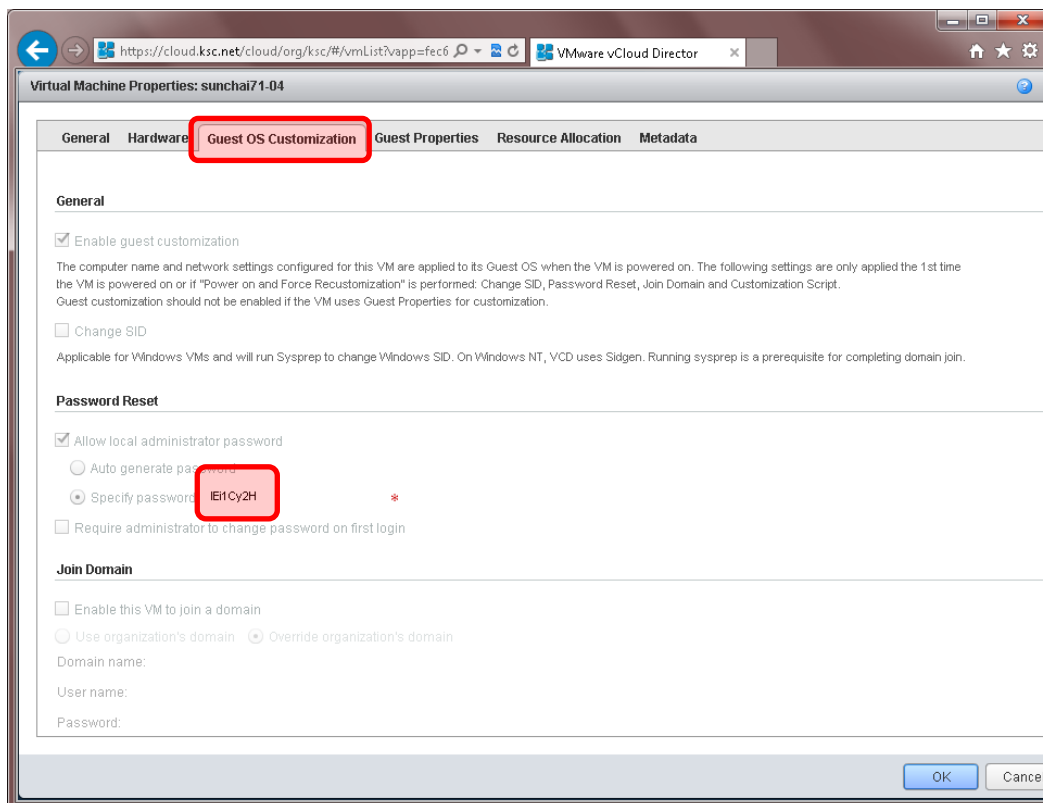 https://cloud.ksc.net/cloud/org/ksc/#/vmList?vapp=fec6
VMware vCloud Director
Virtual Machine Properties: sunchai71-04
General Hardware Guest OS Customization Guest Properties Resource Allocation Metadata
General
Enable guest customization
The computer name and network settings configured for this VM are applied to its Guest OS when the VM is powered on. The following settings are only applied the 1st time
the VM is powered on or if "Power on and Force Recustomization" is performed: Change SID, Password Reset, Join Domain and Customization Script.
Guest customization should not be enabled if the VM uses Guest Properties for customization.
Change SID
Applicable for Windows VMs and will run Sysprep to change Windows SID. On Windows NT, VCD uses Sidgen. Running sysprep is a prerequisite for completing domain join.
Password Reset
Allow local administrator password
Auto generate password
Specify password IEi1Cy2H *
Require administrator to change password on first login
Join Domain
Enable this VM to join a domain
Use organization's domain Override organization's domain
Domain name:
User name:
Password:
OK Cance